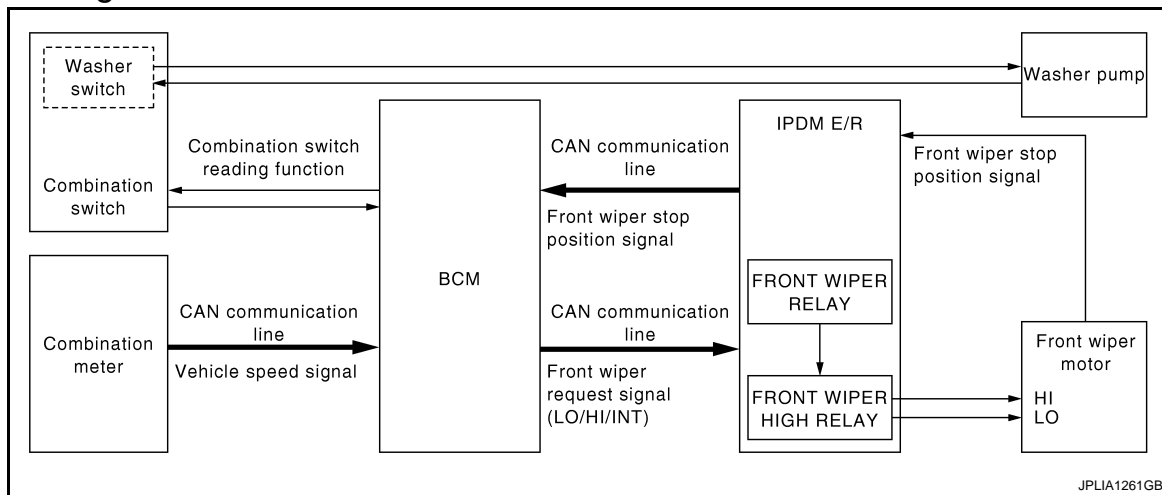 Washer
switch
Washer pump
Combination switch
reading function
Combination
switch
CAN communication
line
Front wiper stop
position signal
IPDM E/R
Front wiper stop
position signal
BCM
FRONT WIPER
RELAY
Combination
meter
CAN communication
line
Vehicle speed signal
CAN communication
line
Front wiper
request signal
(LO/HI/INT)
FRONT WIPER
HIGH RELAY
Front wiper
motor
HI
LO
JPLIA1261GB